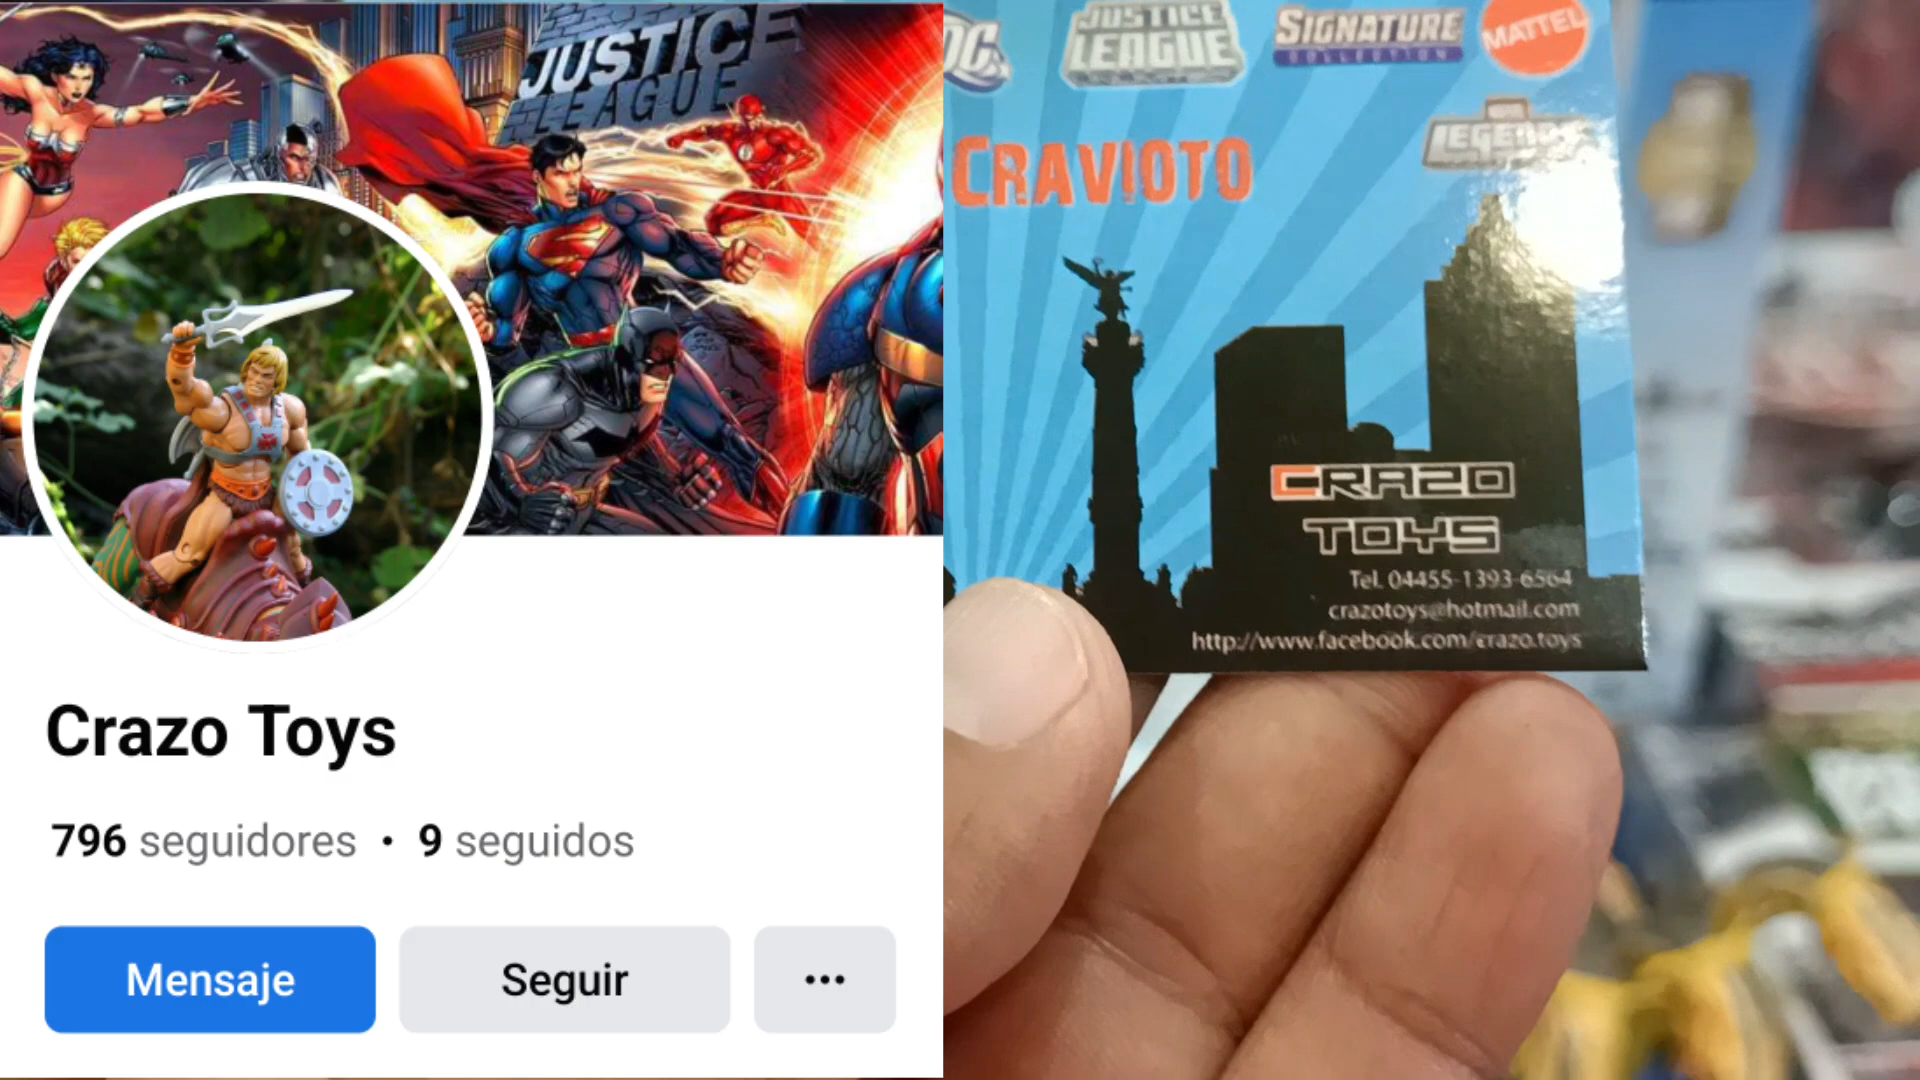 JUSTICE
LEAGUE
Crazo Toys
796 seguidores • 9 seguidos
Mensaje
Seguir
DC
JUSTICE
LEAGUE
SIGNATURE
COLLECTION
MATTEL
LEGENDS
CRAVIOTO
CRAZO
TOYS
Tel. 04455-1393-6564
crazotoys@hotmail.com
http://www.facebook.com/crazo.toys